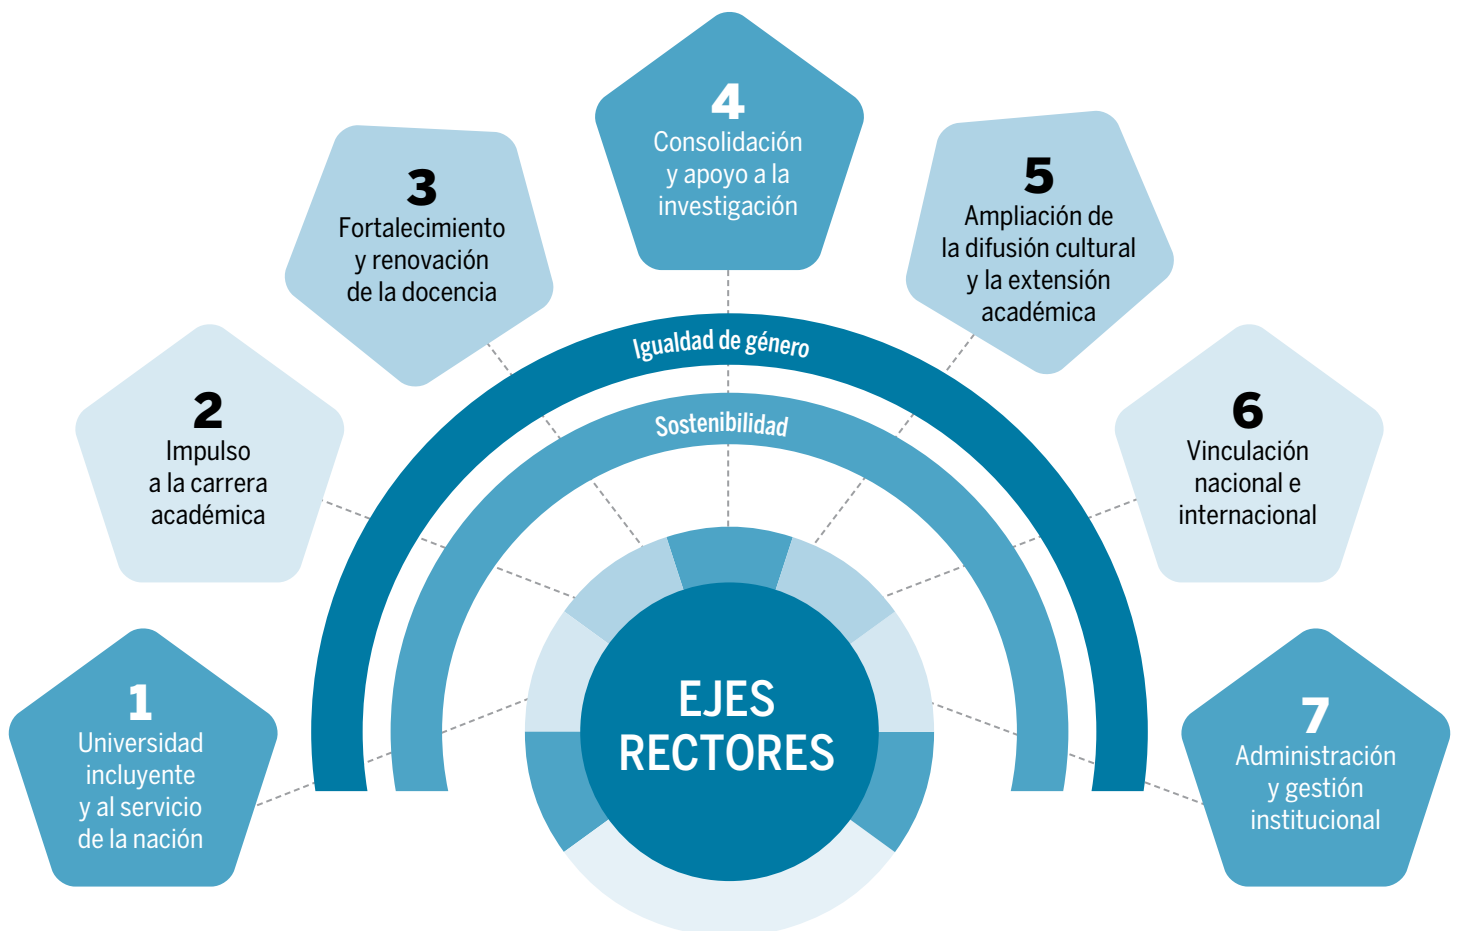 1
Universidad
incluyente
y al servicio
de la nación
2
Impulso
a la carrera
académica
3
Fortalecimiento
y renovación
de la docencia
4
Consolidación
y apoyo a la
investigación
5
Ampliación de
la difusión cultural
y la extensión
académica
6
Vinculación
nacional e
internacional
7
Administración
y gestión
institucional
Igualdad de género
Sostenibilidad
EJES
RECTORES